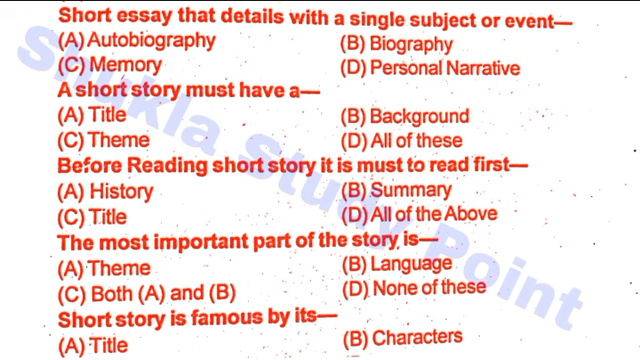 Short essay that details with a single subject or event—
(A) Autobiography (B) Biography
(C) Memory (D) Personal Narrative
A short story must have a—
(A) Title (B) Background
(C) Theme (D) All of these
Before Reading short story it is must to read first—
(A) History (B) Summary
(C) Title (D) All of the Above
The most important part of the story is—
(A) Theme (B) Language
(C) Both (A) and (B) (D) None of these
Short story is famous by its—
(A) Title (B) Characters
Shukla Study Point